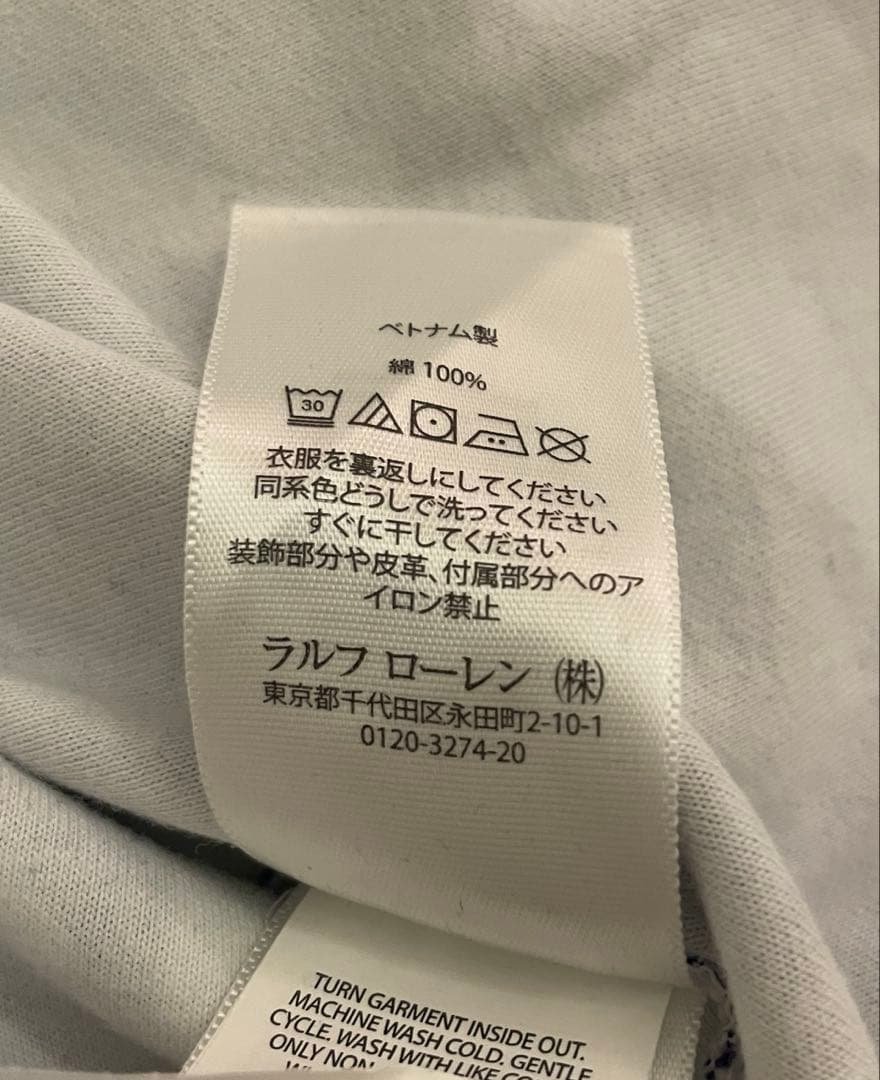 ベトナム製
綿 100%
30
衣服を裏返しにしてください
同系色どうしで洗ってください
すぐに干してください
装飾部分や皮革、付属部分へのア
イロン禁止
ラルフ ローレン (株)
東京都千代田区永田町2-10-1
0120-3274-20
TURN GARMENT INSIDE OUT.
MACHINE WASH COLD. GENTLE
CYCLE. WASH WITH LIKE
ONLY NON